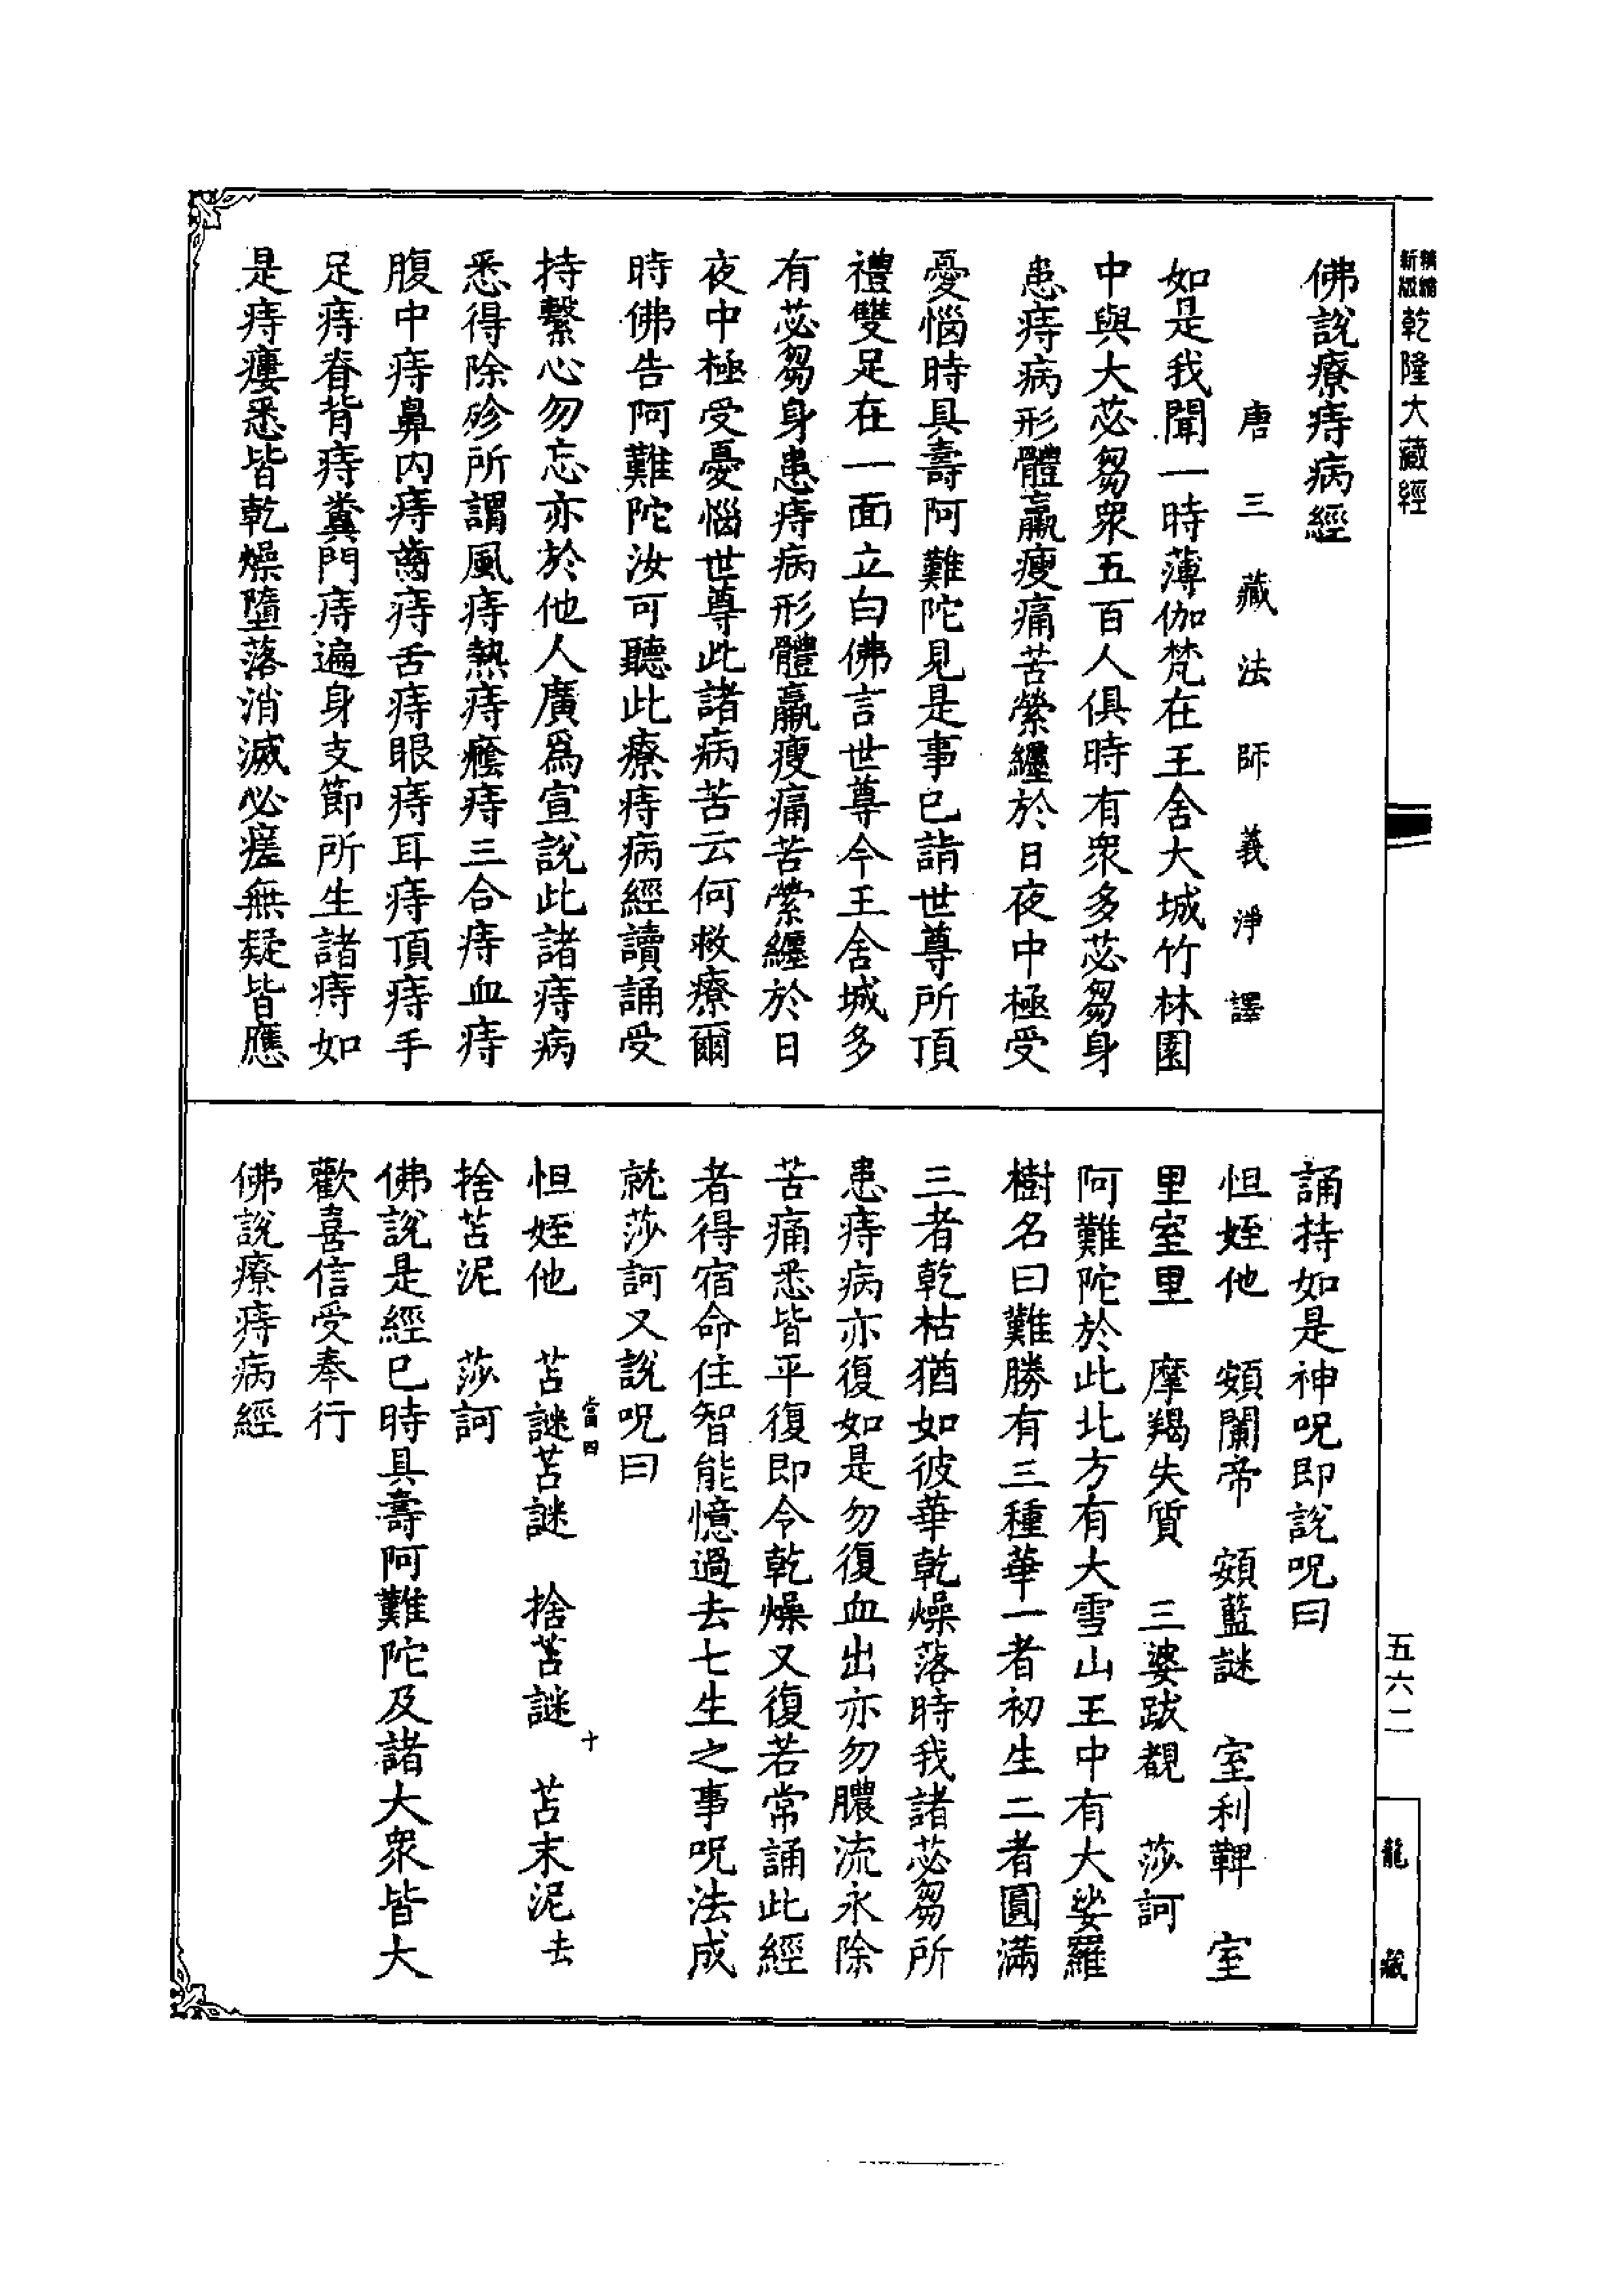 精縮新版乾隆大藏經
佛說療痔病經
唐三藏法師義淨譯
如是我聞一時薄伽梵在王舍大城竹林園
中與大苾芻衆五百人俱時有衆多苾芻身
患痔病形體羸瘦痛苦縈纏於日夜中極受
憂惱時具壽阿難陀見是事已詣世尊所頂
禮雙足在一面立白佛言世尊今王舍城多
有苾芻身患痔病形體羸瘦痛苦縈纏於日
夜中極受憂惱世尊此諸病苦云何救療爾
時佛告阿難陀汝可聽此療痔病經讀誦受
持繫心勿忘亦於他人廣爲宣說此諸痔病
悉得除殄所謂風痔熱痔癊痔三合痔血痔
腹中痔鼻內痔齒痔舌痔眼痔耳痔頂痔手
足痔脊背痔糞門痔遍身支節所生諸痔如
是痔瘻悉皆乾燥墮落消滅必瘥無疑皆應
誦持如是神呪即說呪曰
怛姪他 頞闌帝 頞藍謎 室利鞞 室
里室里 摩羯失質 三婆跋覩 莎訶
阿難陀於此北方有大雪山王中有大娑羅
樹名曰難勝有三種華一者初生二者圓滿
三者乾枯猶如彼華乾燥落時我諸苾芻所
患痔病亦復如是勿復血出亦勿膿流永除
苦痛悉皆平復即令乾燥又復若常誦此經
者得宿命住智能憶過去七生之事呪法成
就莎訶又說呪曰
當四 十
怛姪他 苫謎苫謎 捨苫謎 苫末泥去
捨苫泥 莎訶
佛說是經已時具壽阿難陀及諸大衆皆大
歡喜信受奉行
佛說療痔病經
五六二
龍藏